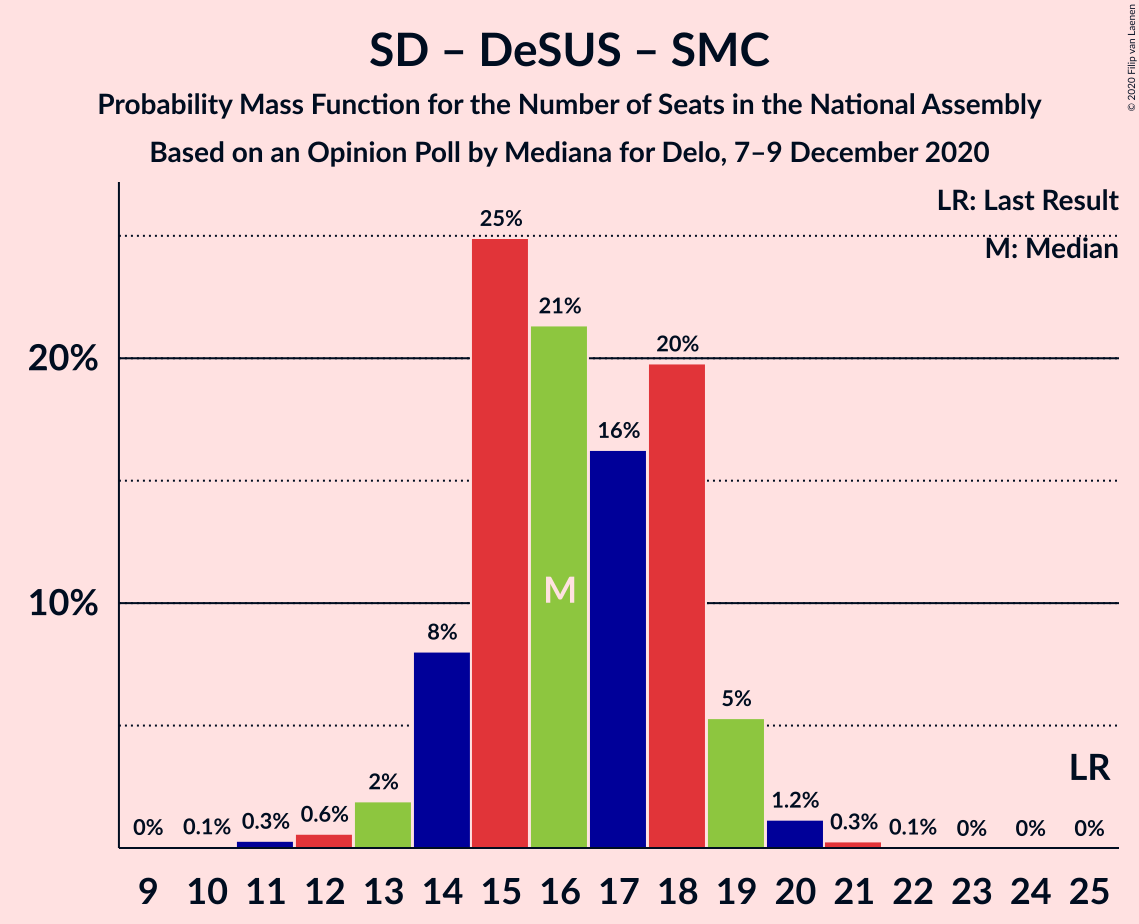 SD – DeSUS – SMC
Probability Mass Function for the Number of Seats in the National Assembly
Based on an Opinion Poll by Mediana for Delo, 7–9 December 2020
© 2020 Filip van Laenen
LR: Last Result
M: Median
20%
10%
0% 0.1% 0.3% 0.6% 2% 8% 25% 21% 16% 20% 5% 1.2% 0.3% 0.1% 0% 0% 0%
M
LR
9 10 11 12 13 14 15 16 17 18 19 20 21 22 23 24 25